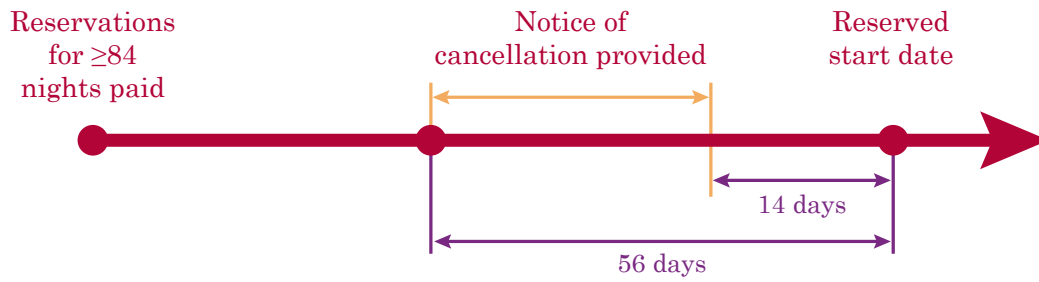 Reservations
for ≥84
nights paid
Notice of
cancellation provided
Reserved
start date
14 days
56 days